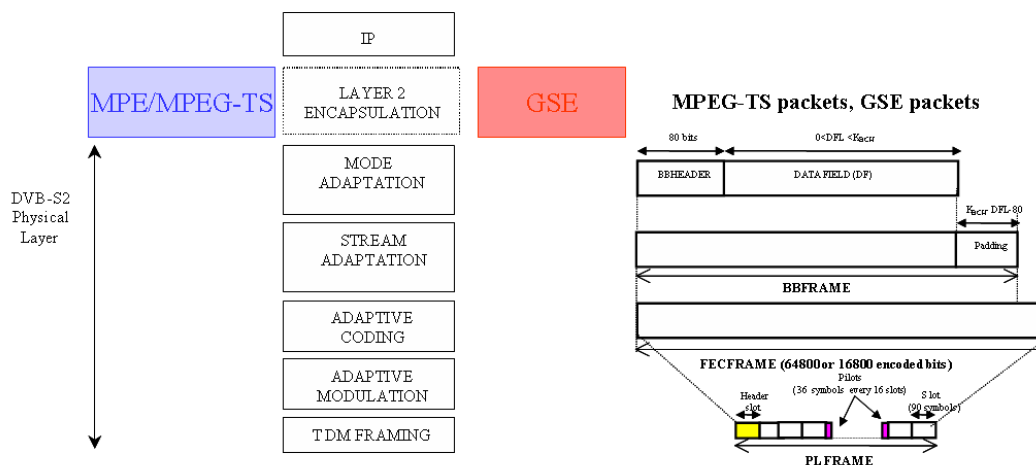 IP
MPE/MPEG-TS
LAYER 2
ENCAPSULATION
GSE
MPEG-TS packets, GSE packets
MODE
ADAPTATION
STREAM
ADAPTATION
ADAPTIVE
CODING
ADAPTIVE
MODULATION
TDM FRAMING
DVB-S2
Physical
Layer
80 bits
0<DFL <KBCH
BBHEADER
DATA FIELD (DF)
KBCH DFL-80
Padding
BBFRAME
FECFRAME (64800 or 16800 encoded bits)
Pilots
(36 symbols every 16 slots)
Header
slot
S lot
(90 symbols)
PLFRAME